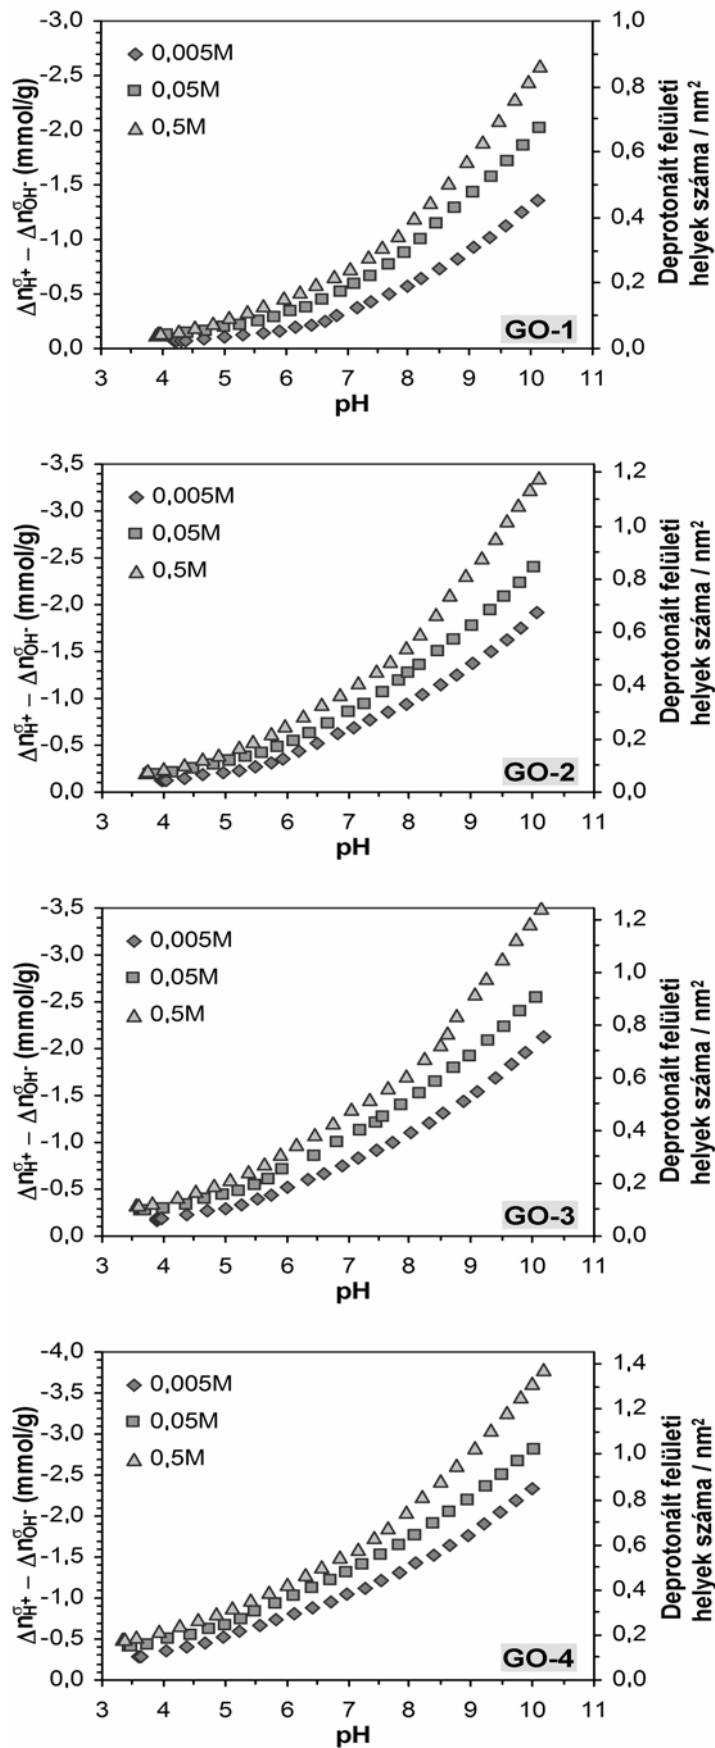 -3,0
-2,5
-2,0
-1,5
-1,0
-0,5
0,0
Δn^σ_H+ – Δn^σ_OH- (mmol/g)
0,005M
0,05M
0,5M
1,0
0,8
0,6
0,4
0,2
0,0
Deprotonált felületi
helyek száma / nm²
GO-1
3 4 5 6 7 8 9 10 11
pH
-3,5
-3,0
-2,5
-2,0
-1,5
-1,0
-0,5
0,0
Δn^σ_H+ – Δn^σ_OH- (mmol/g)
0,005M
0,05M
0,5M
1,2
1,0
0,8
0,6
0,4
0,2
0,0
Deprotonált felületi
helyek száma / nm²
GO-2
3 4 5 6 7 8 9 10 11
pH
-3,5
-3,0
-2,5
-2,0
-1,5
-1,0
-0,5
0,0
Δn^σ_H+ – Δn^σ_OH- (mmol/g)
0,005M
0,05M
0,5M
1,2
1,0
0,8
0,6
0,4
0,2
0,0
Deprotonált felületi
helyek száma / nm²
GO-3
3 4 5 6 7 8 9 10 11
pH
-4,0
-3,5
-3,0
-2,5
-2,0
-1,5
-1,0
-0,5
0,0
Δn^σ_H+ – Δn^σ_OH- (mmol/g)
0,005M
0,05M
0,5M
1,4
1,2
1,0
0,8
0,6
0,4
0,2
0,0
Deprotonált felületi
helyek száma / nm²
GO-4
3 4 5 6 7 8 9 10 11
pH